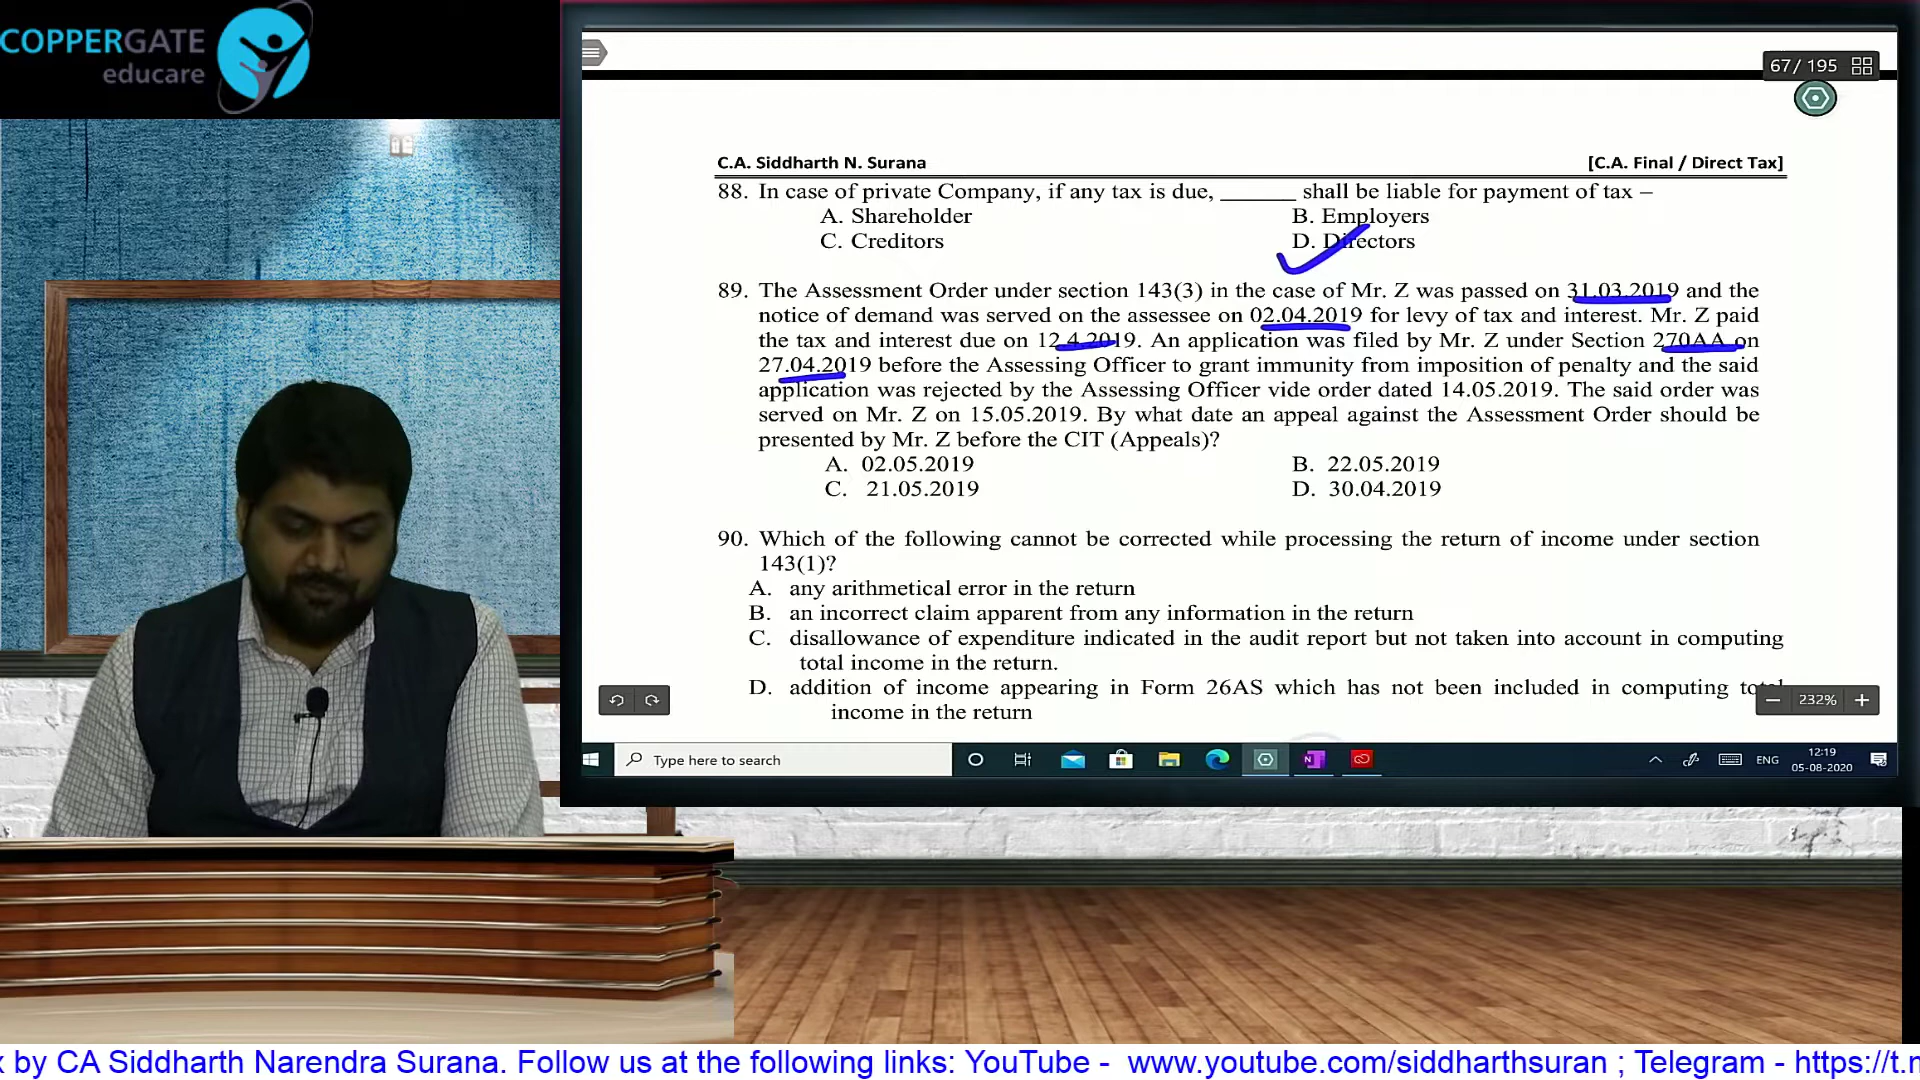 COPPERGATE
educare
67 / 195
C.A. Siddharth N. Surana [C.A. Final / Direct Tax]
88. In case of private Company, if any tax is due, ______ shall be liable for payment of tax –
A. Shareholder B. Employers
C. Creditors D. Directors
89. The Assessment Order under section 143(3) in the case of Mr. Z was passed on 31.03.2019 and the
notice of demand was served on the assessee on 02.04.2019 for levy of tax and interest. Mr. Z paid
the tax and interest due on 12.4.2019. An application was filed by Mr. Z under Section 270AA on
27.04.2019 before the Assessing Officer to grant immunity from imposition of penalty and the said
application was rejected by the Assessing Officer vide order dated 14.05.2019. The said order was
served on Mr. Z on 15.05.2019. By what date an appeal against the Assessment Order should be
presented by Mr. Z before the CIT (Appeals)?
A. 02.05.2019 B. 22.05.2019
C. 21.05.2019 D. 30.04.2019
90. Which of the following cannot be corrected while processing the return of income under section
143(1)?
A. any arithmetical error in the return
B. an incorrect claim apparent from any information in the return
C. disallowance of expenditure indicated in the audit report but not taken into account in computing
total income in the return.
D. addition of income appearing in Form 26AS which has not been included in computing total
income in the return
232%
Type here to search
ENG
12:19
05-08-2020
x by CA Siddharth Narendra Surana. Follow us at the following links: YouTube - www.youtube.com/siddharthsuran ; Telegram - https://t.m